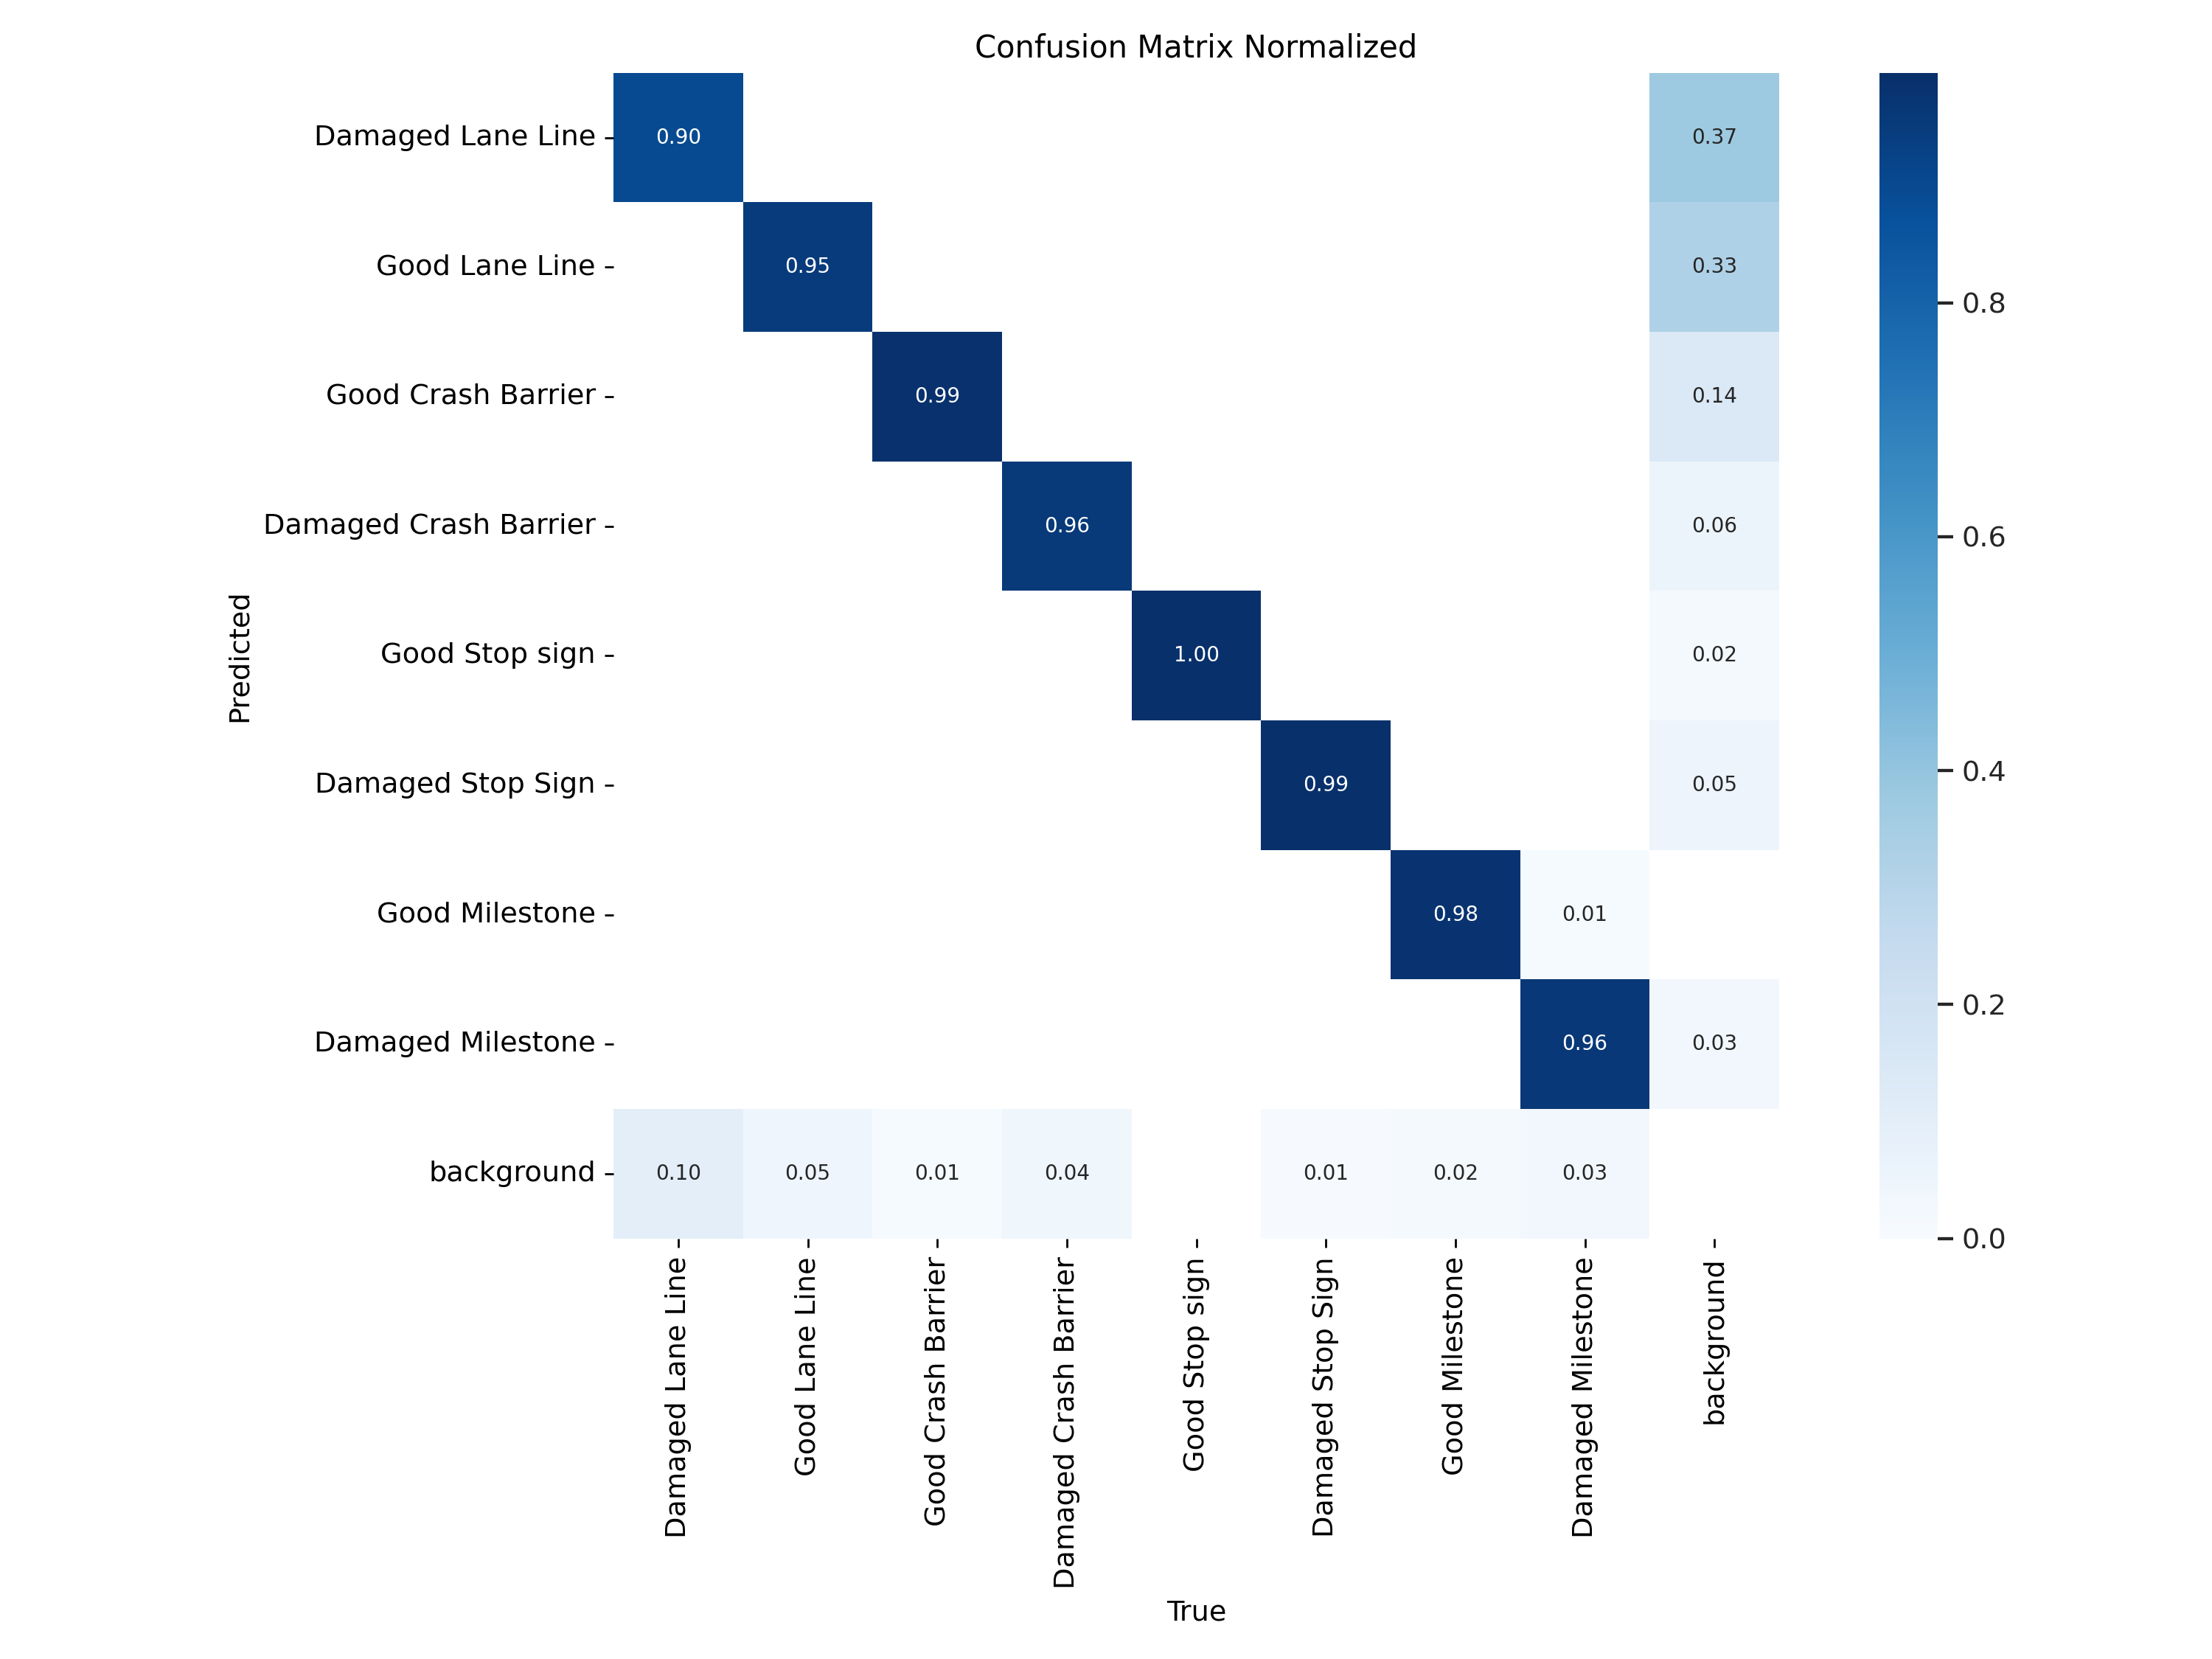 Confusion Matrix Normalized
Damaged Lane Line
0.90
0.37
Good Lane Line
0.95
0.33
0.8
Good Crash Barrier
0.99
0.14
Damaged Crash Barrier
0.96
0.06
0.6
Predicted
Good Stop sign
1.00
0.02
Damaged Stop Sign
0.99
0.05
0.4
Good Milestone
0.98
0.01
Damaged Milestone
0.96
0.03
0.2
background
0.10
0.05
0.01
0.04
0.01
0.02
0.03
0.0
Damaged Lane Line
Good Lane Line
Good Crash Barrier
Damaged Crash Barrier
Good Stop sign
Damaged Stop Sign
Good Milestone
Damaged Milestone
background
True